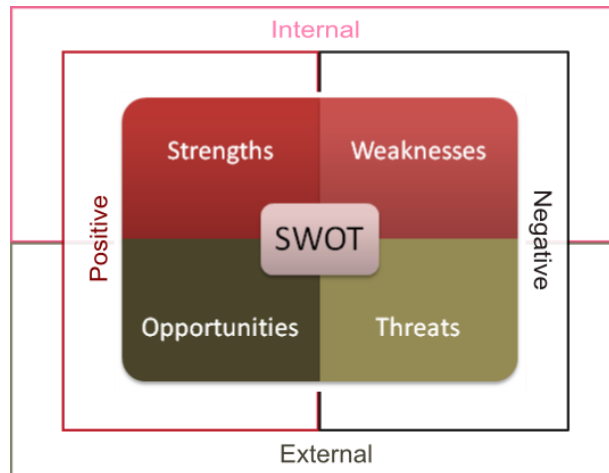 Internal
Strengths
Weaknesses
Positive
SWOT
Negative
Opportunities
Threats
External